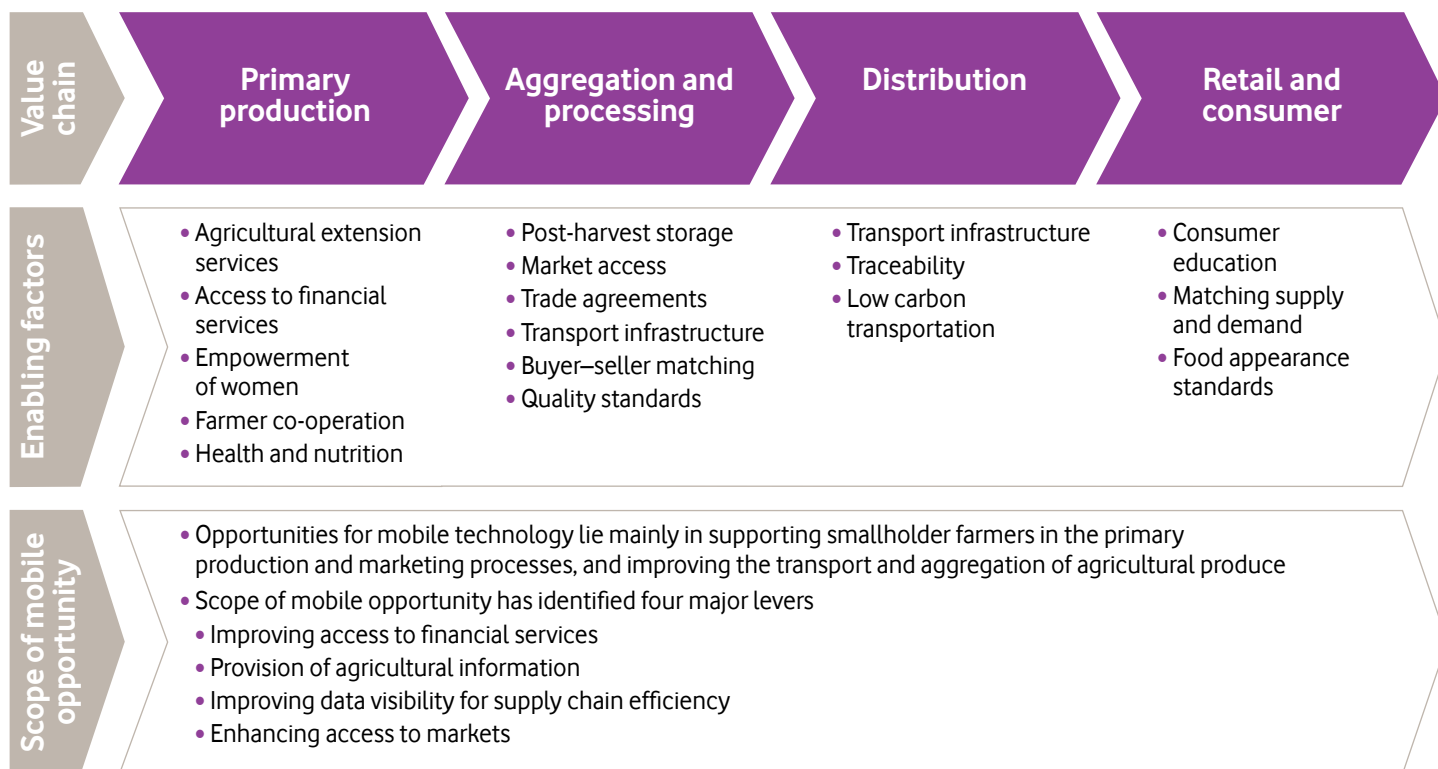 Value
chain
Primary
production
Aggregation and
processing
Distribution
Retail and
consumer
Enabling factors
• Agricultural extension
services
• Access to financial
services
• Empowerment
of women
• Farmer co-operation
• Health and nutrition
• Post-harvest storage
• Market access
• Trade agreements
• Transport infrastructure
• Buyer–seller matching
• Quality standards
• Transport infrastructure
• Traceability
• Low carbon
transportation
• Consumer
education
• Matching supply
and demand
• Food appearance
standards
Scope of mobile
opportunity
• Opportunities for mobile technology lie mainly in supporting smallholder farmers in the primary
production and marketing processes, and improving the transport and aggregation of agricultural produce
• Scope of mobile opportunity has identified four major levers
• Improving access to financial services
• Provision of agricultural information
• Improving data visibility for supply chain efficiency
• Enhancing access to markets